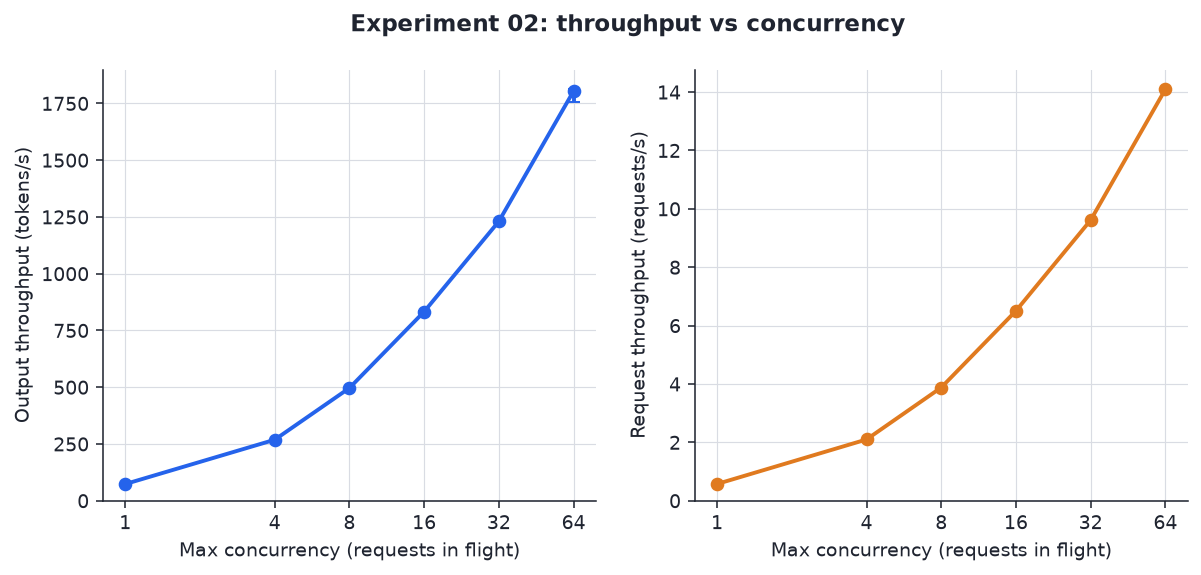 Experiment 02: throughput vs concurrency
Output throughput (tokens/s)
1750
1500
1250
1000
750
500
250
0
1 4 8 16 32 64
Max concurrency (requests in flight)
Request throughput (requests/s)
14
12
10
8
6
4
2
0
1 4 8 16 32 64
Max concurrency (requests in flight)